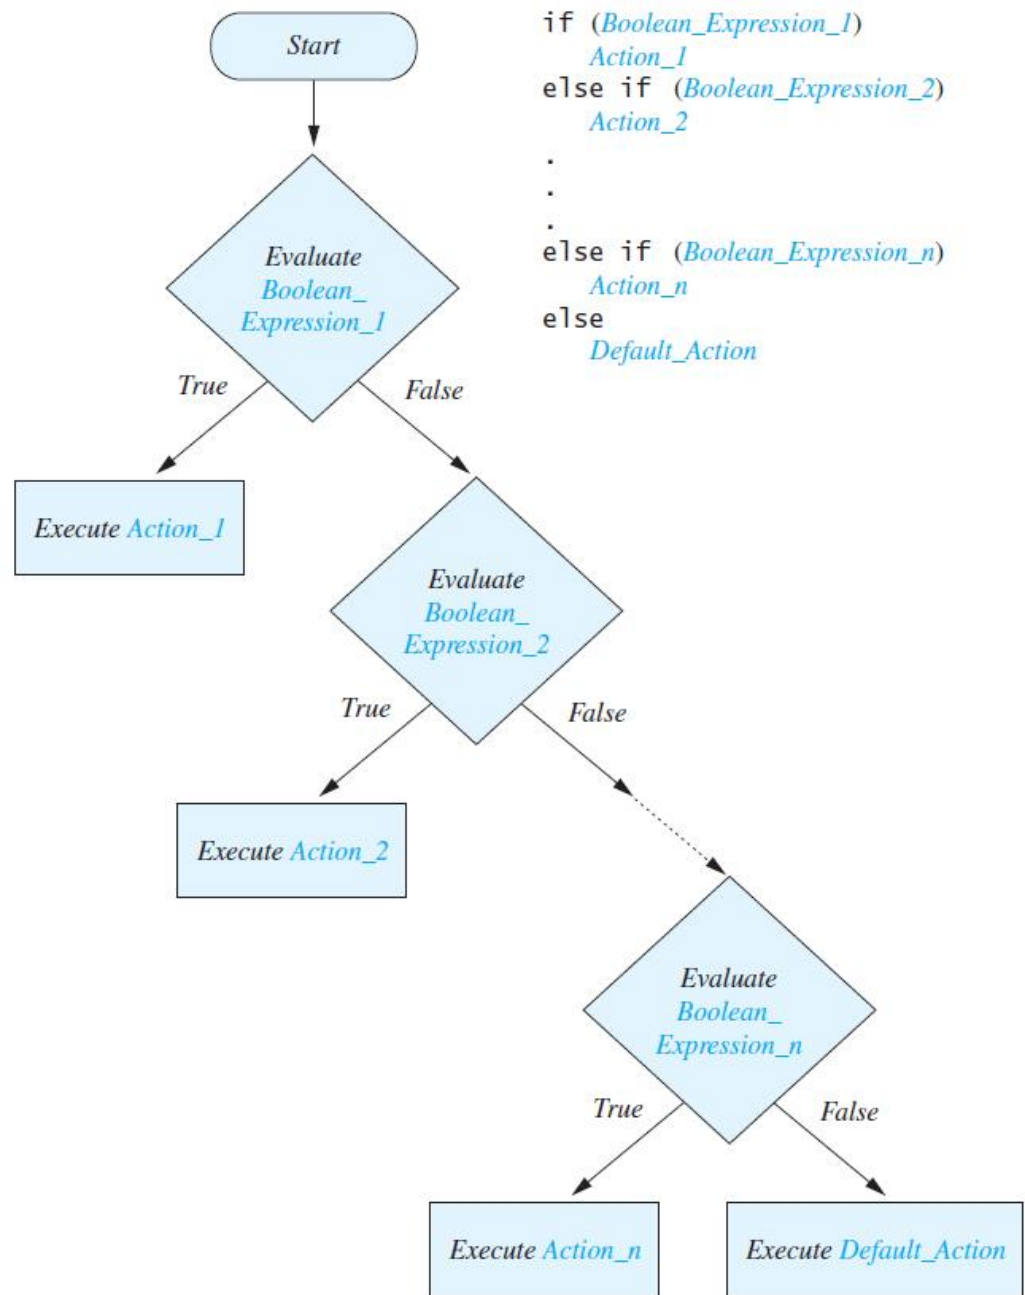 Start
if (Boolean_Expression_1)
Action_1
else if (Boolean_Expression_2)
Action_2
.
.
.
else if (Boolean_Expression_n)
Action_n
else
Default_Action
Evaluate
Boolean_
Expression_1
True
False
Execute Action_1
Evaluate
Boolean_
Expression_2
True
False
Execute Action_2
Evaluate
Boolean_
Expression_n
True
False
Execute Action_n
Execute Default_Action